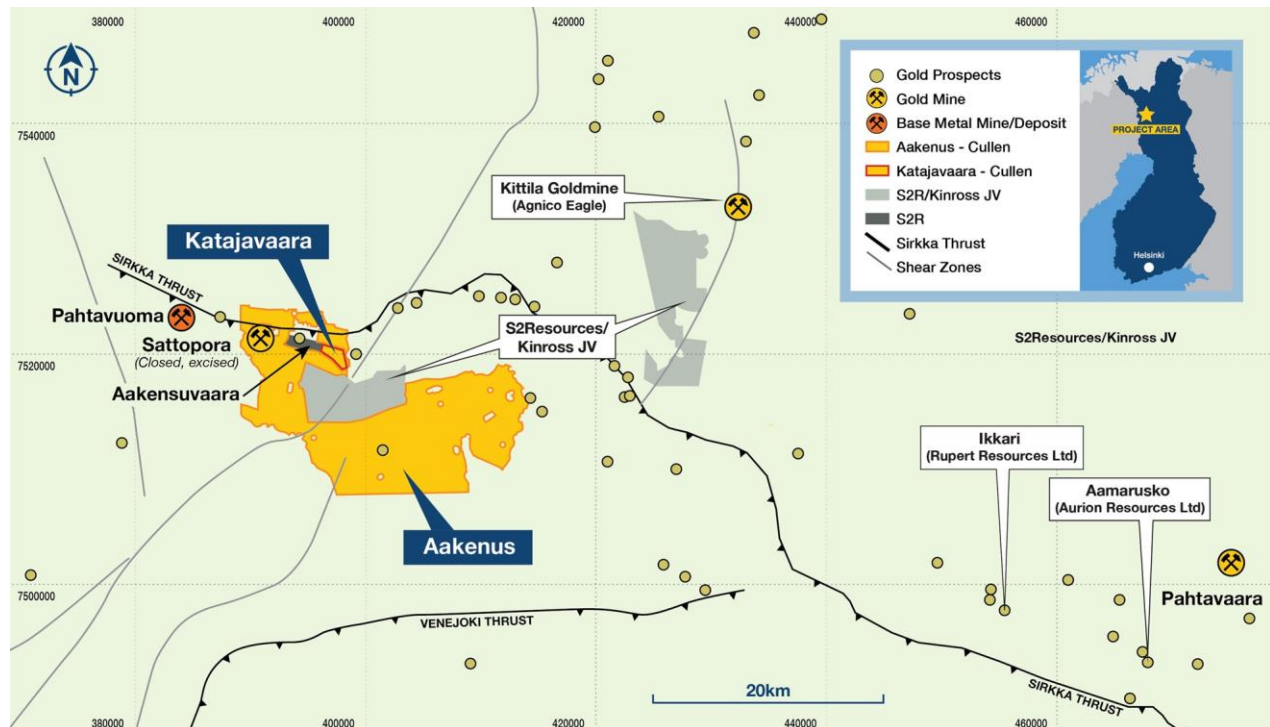 380000
400000
420000
440000
460000
N
7540000
7520000
7500000
Gold Prospects
Gold Mine
Base Metal Mine/Deposit
Aakenus - Cullen
Katajavaara - Cullen
S2R/Kinross JV
S2R
Sirkka Thrust
Shear Zones
PROJECT AREA
Helsinki
Kittila Goldmine
(Agnico Eagle)
Katajavaara
SIRKKA THRUST
Pahtavuoma
Sattopora
(Closed, excised)
Aakensuvaara
S2Resources/
Kinross JV
S2Resources/Kinross JV
Ikkari
(Rupert Resources Ltd)
Aamarusko
(Aurion Resources Ltd)
Aakenus
Pahtavaara
VENEJOKI THRUST
SIRKKA THRUST
20km
380000
400000
420000
440000
460000